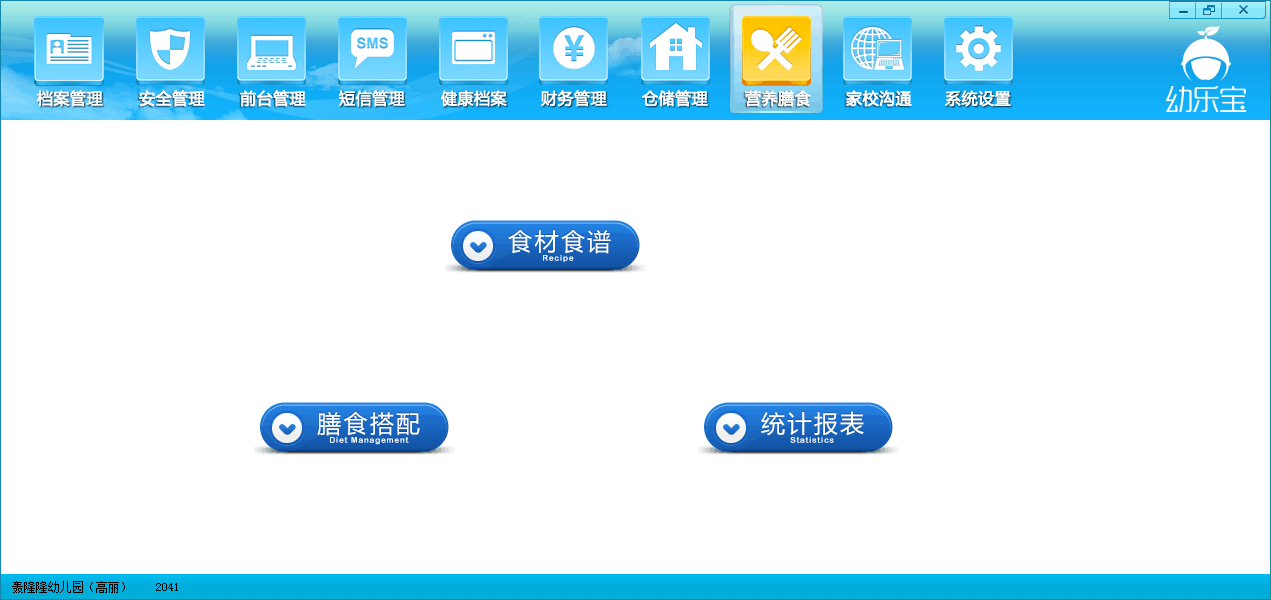 SMS
档案管理 安全管理 前台管理 短信管理 健康档案 财务管理 仓储管理 营养膳食 家校沟通 系统设置
幼乐宝
食材食谱
Recipe
膳食搭配 统计报表
Diet Management Statistics
轰隆隆幼儿园（高丽） 2041